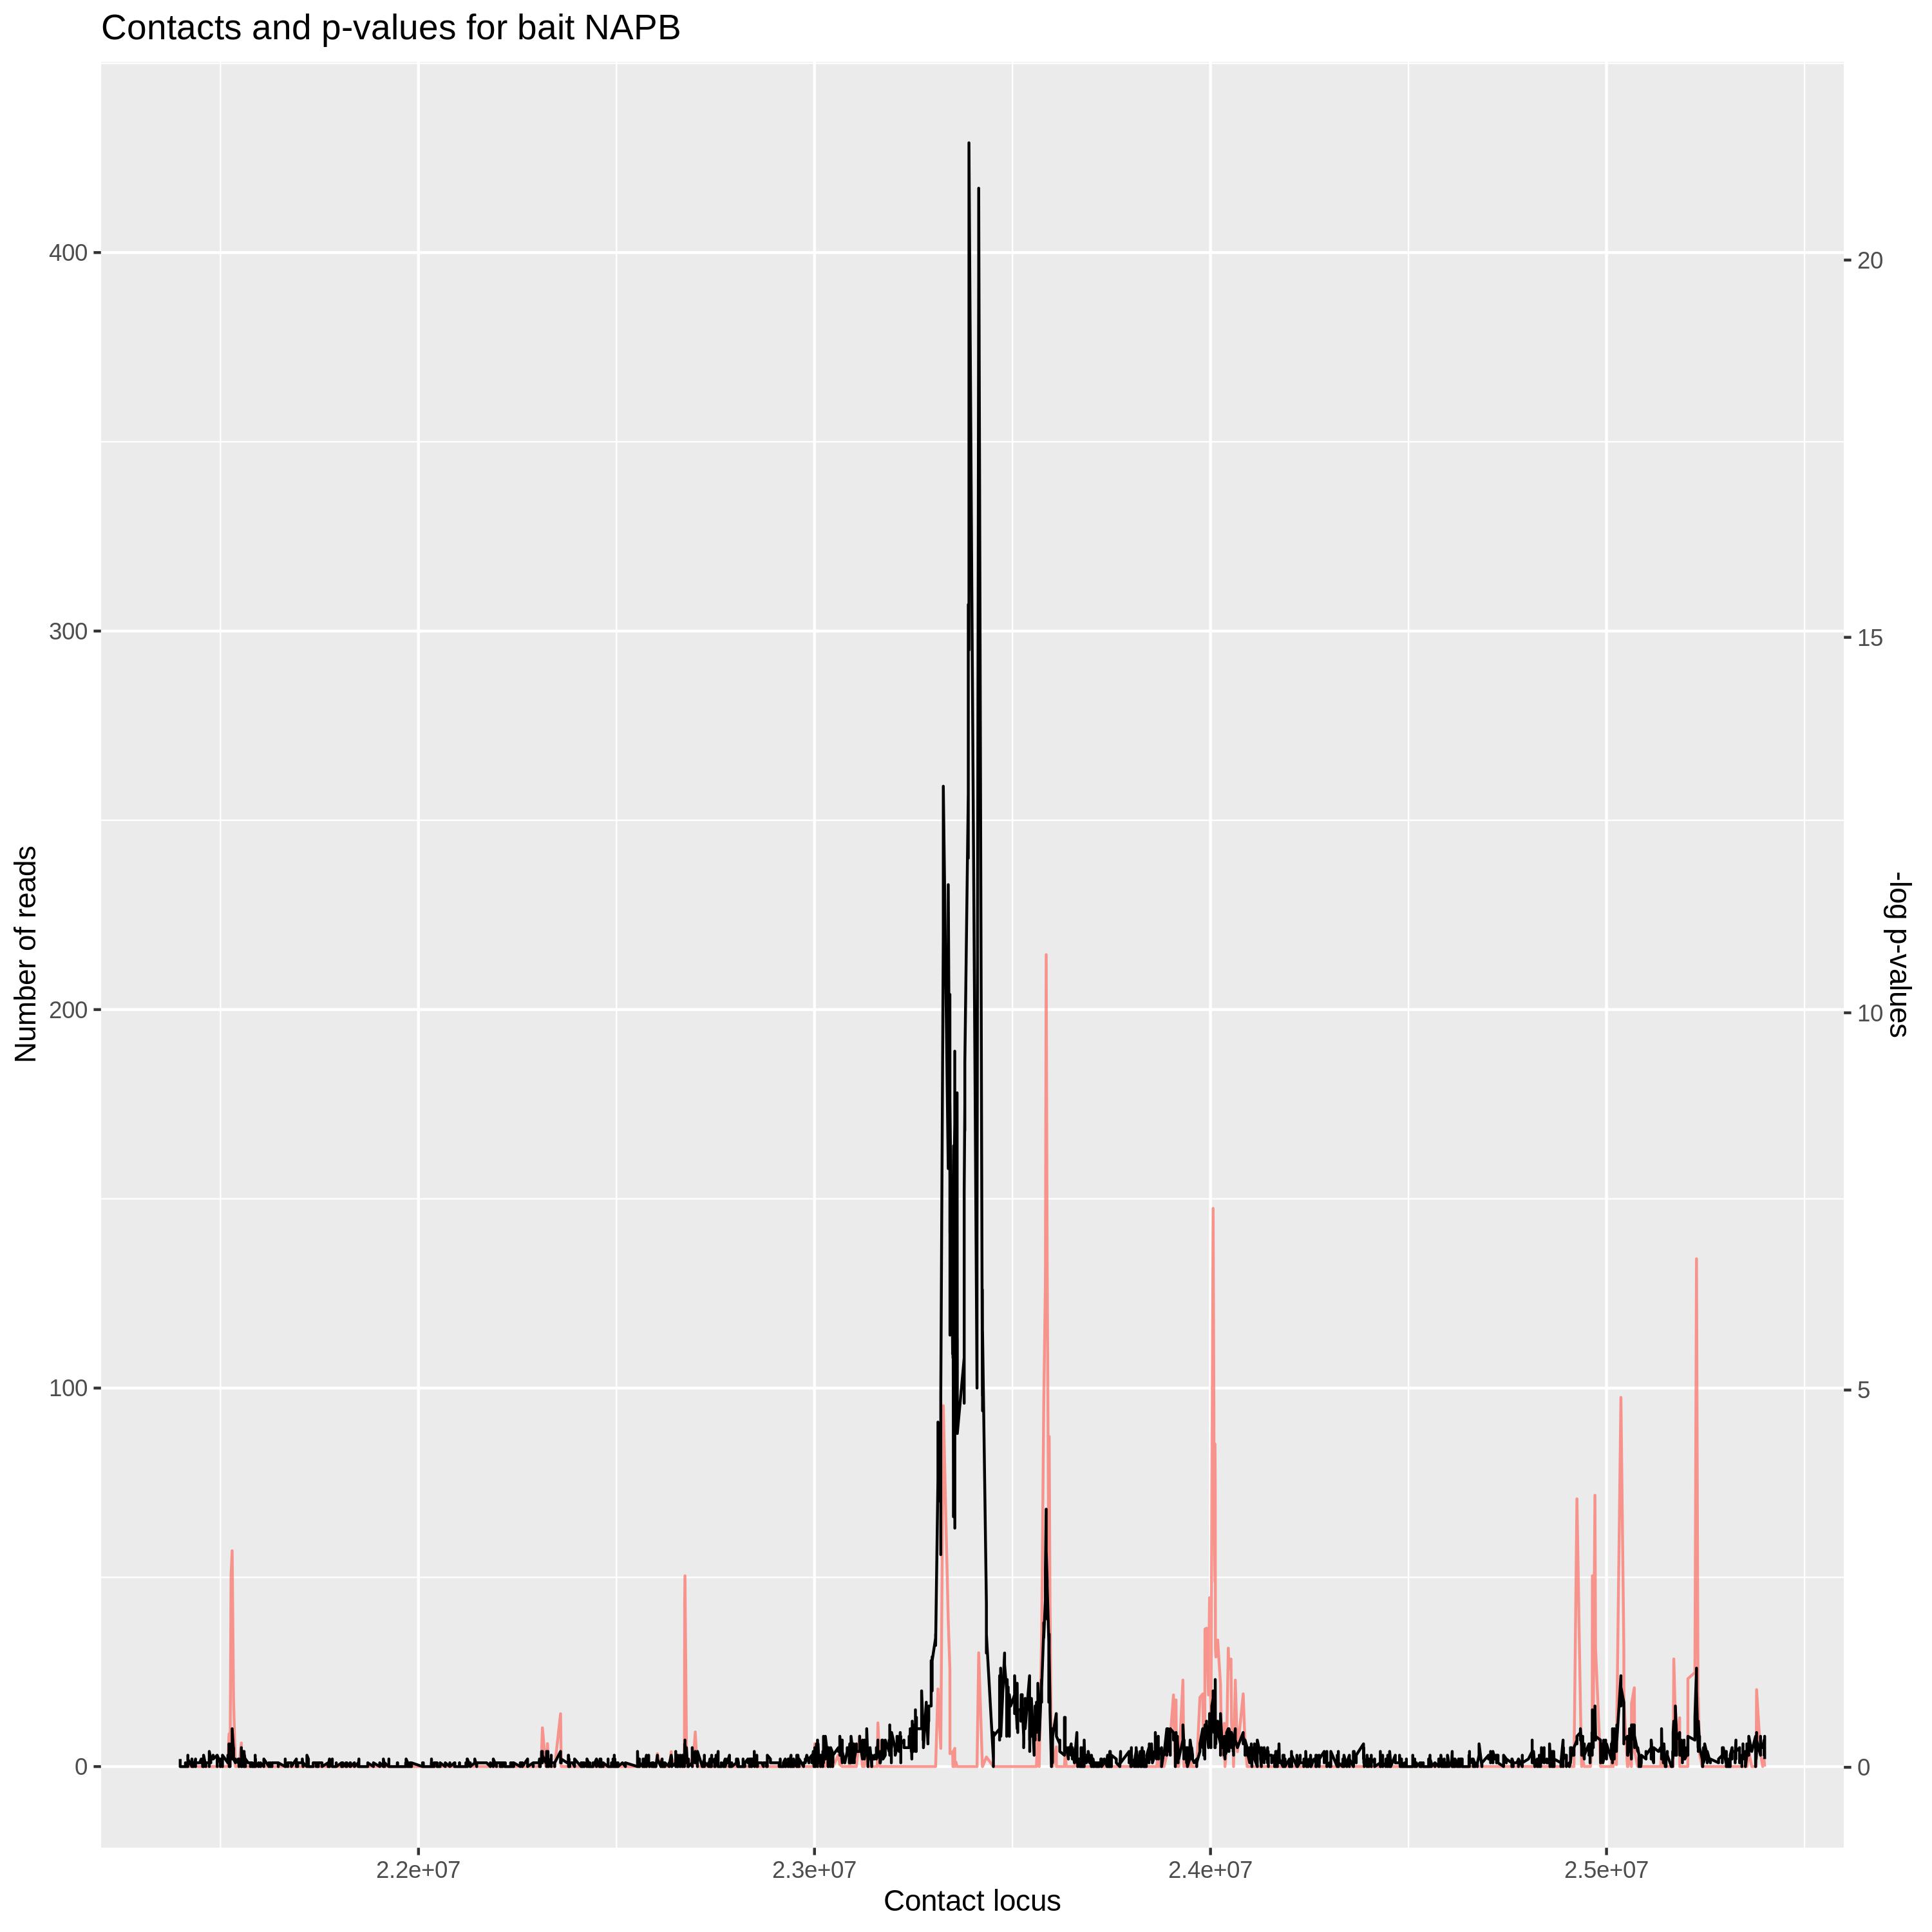 Contacts and p-values for bait NAPB
Number of reads
400
300
200
100
0
20
15
10
5
0
-log p-values
2.2e+07
2.3e+07
2.4e+07
2.5e+07
Contact locus